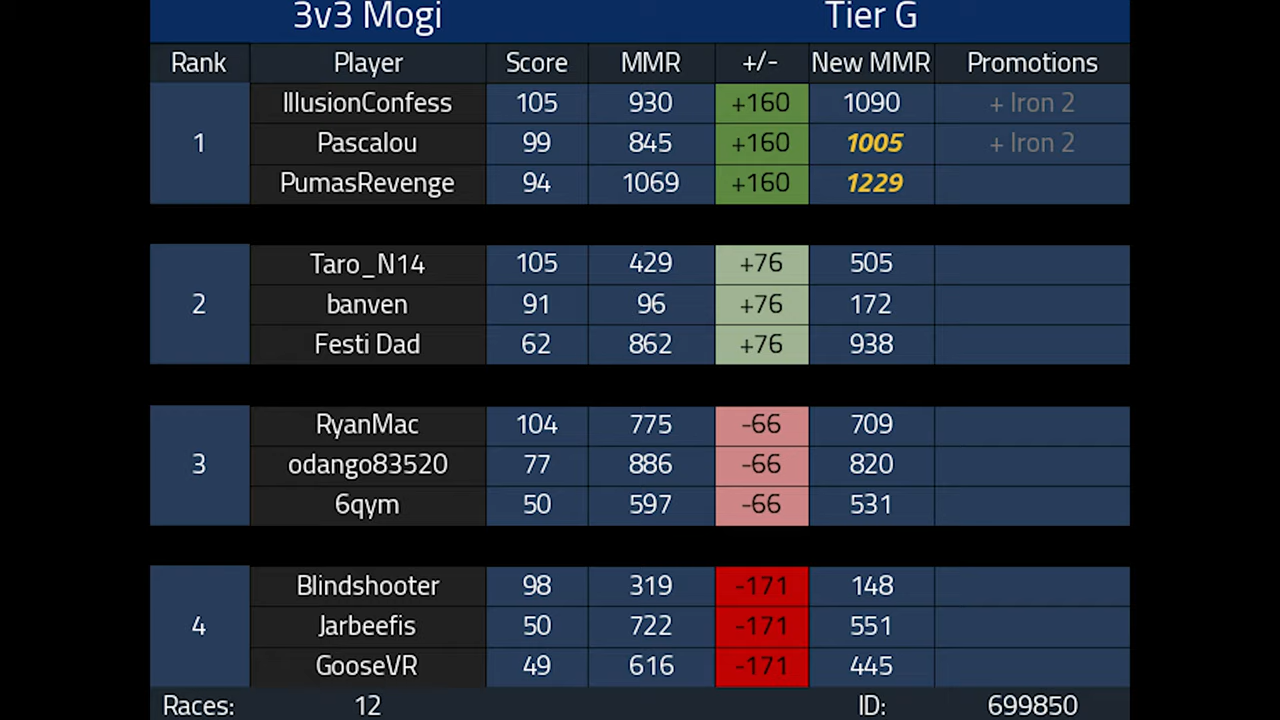 3v3 Mogi Tier G
Rank Player Score MMR +/- New MMR Promotions
1
IllusionConfess 105 930 +160 1090 + Iron 2
Pascalou 99 845 +160 1005 + Iron 2
PumasRevenge 94 1069 +160 1229
2
Taro_N14 105 429 +76 505
banven 91 96 +76 172
Festi Dad 62 862 +76 938
3
RyanMac 104 775 -66 709
odango83520 77 886 -66 820
6qym 50 597 -66 531
4
Blindshooter 98 319 -171 148
Jarbeefis 50 722 -171 551
GooseVR 49 616 -171 445
Races: 12 ID: 699850